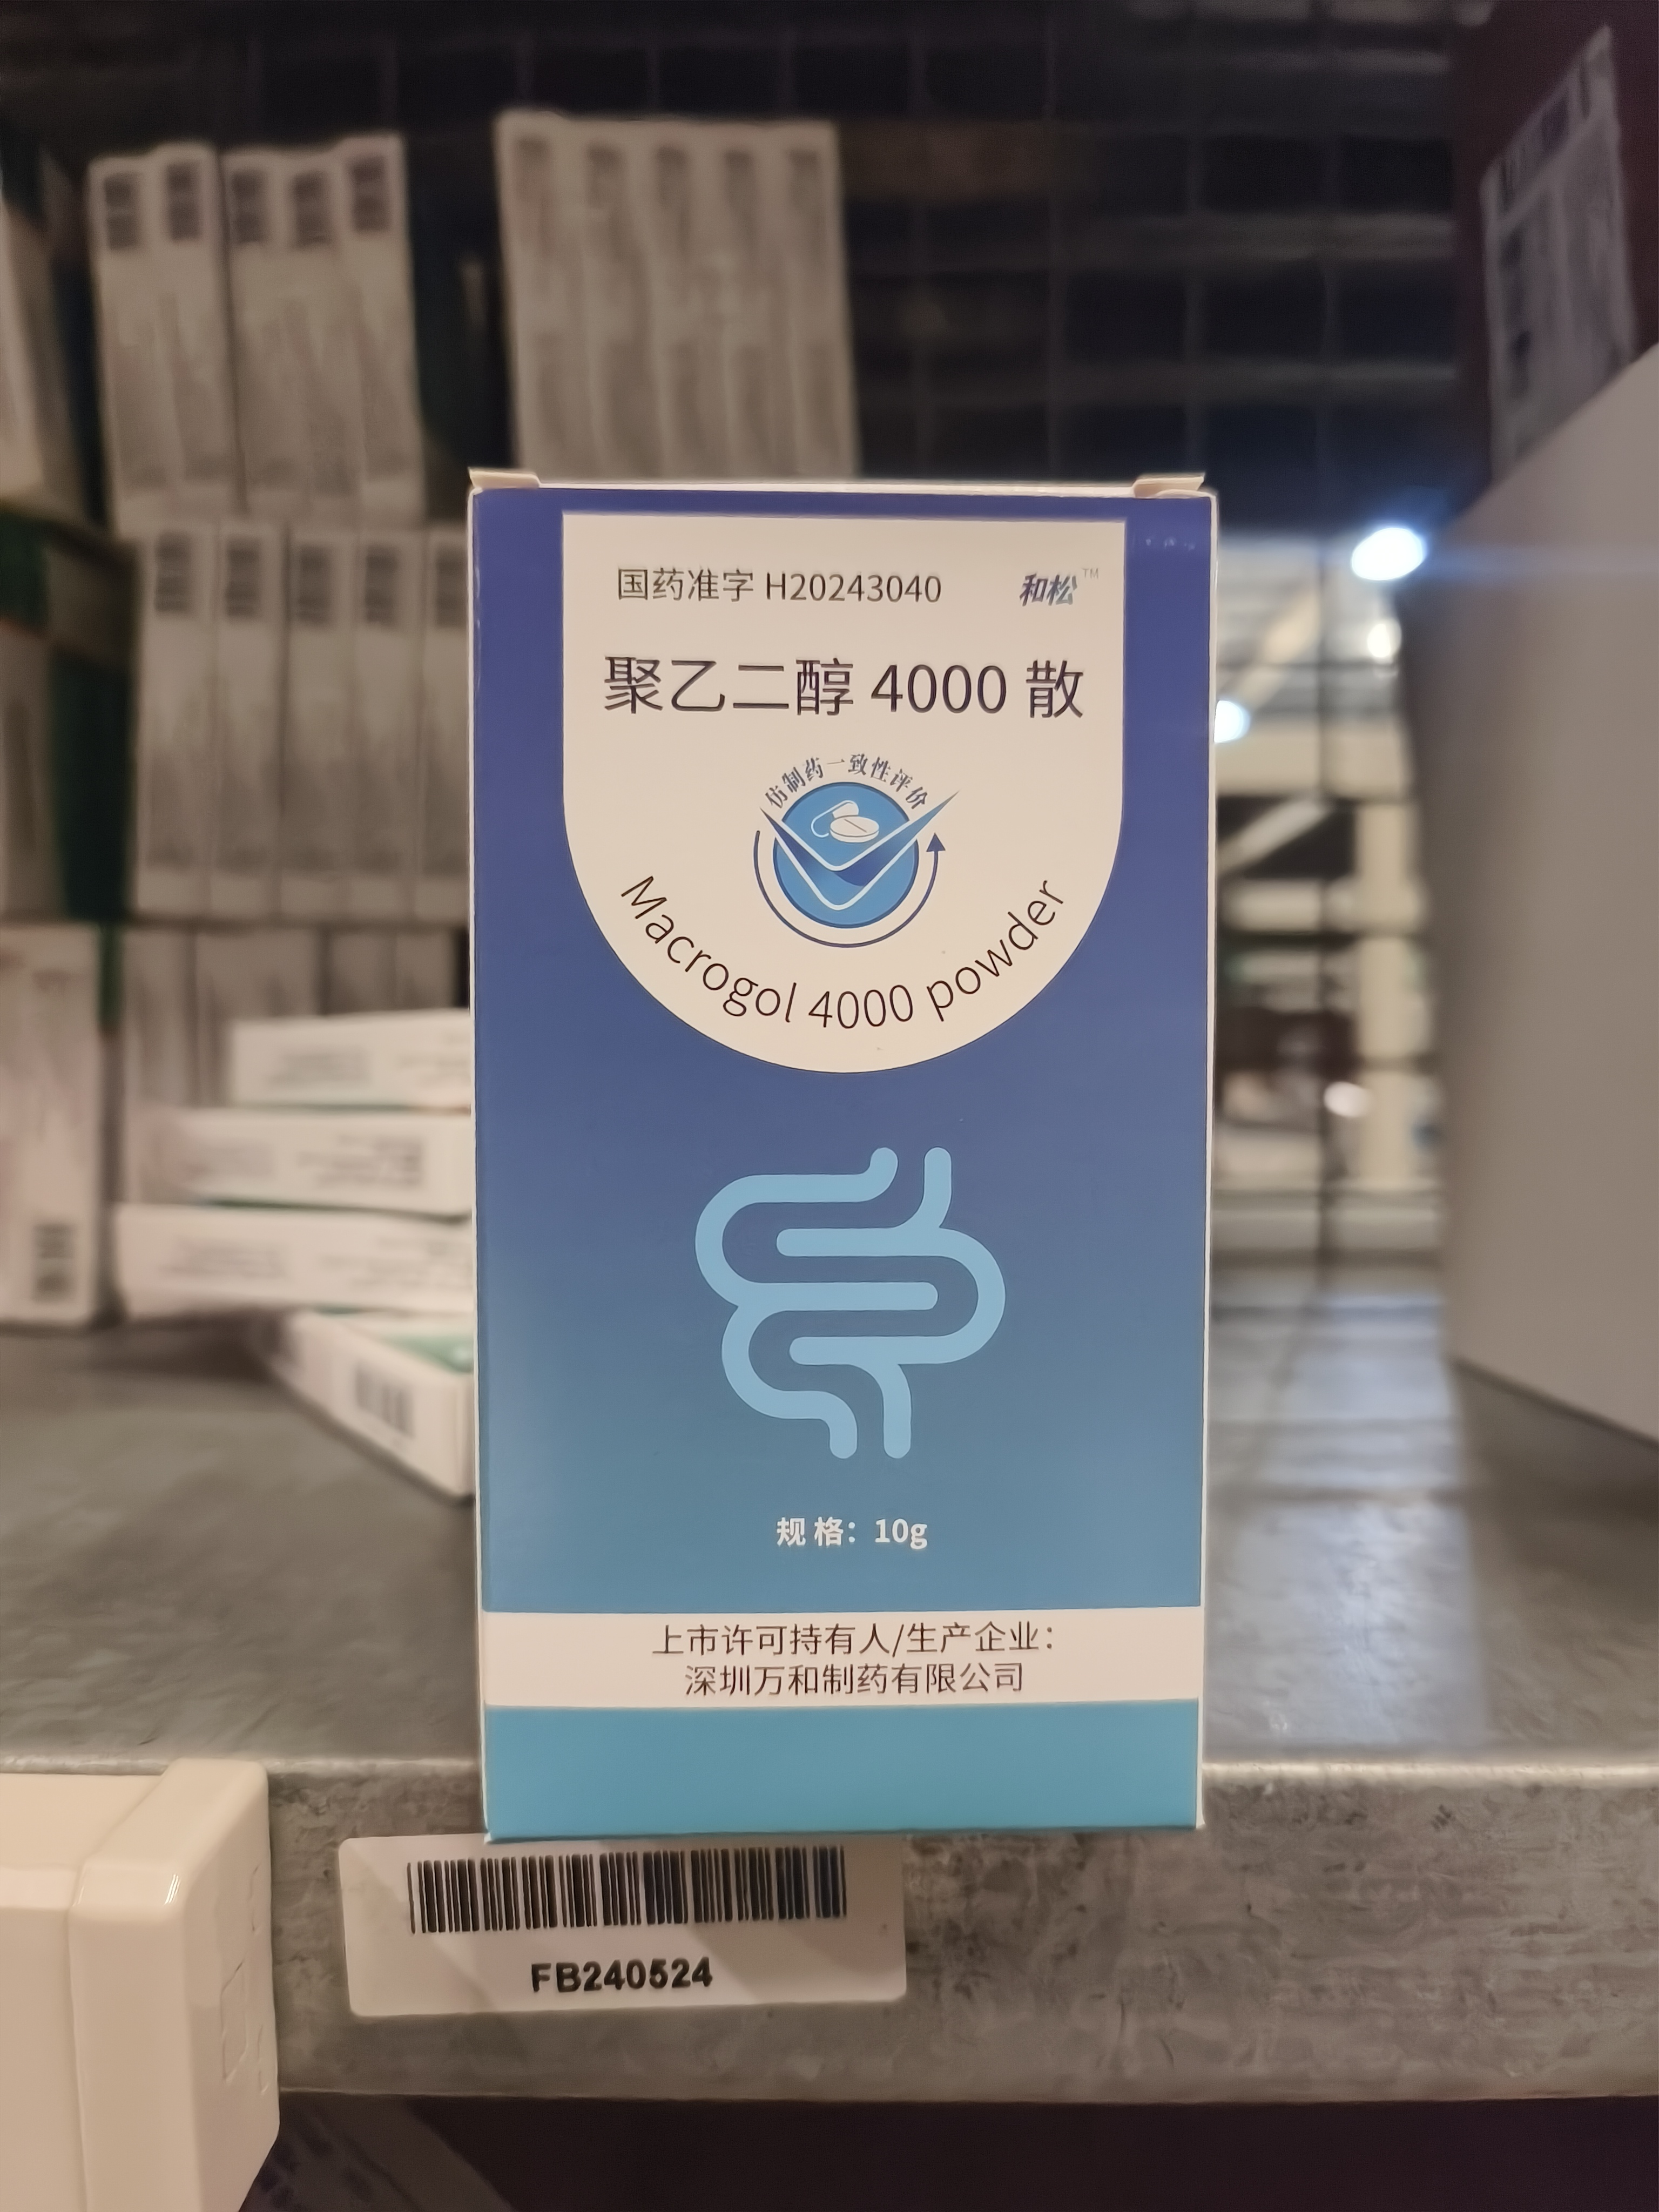 国药准字 H20243040
和松™
聚乙二醇 4000 散
仿制药一致性评价
Macrogol 4000 powder
规格：10g
上市许可持有人/生产企业：
深圳万和制药有限公司
FB240524